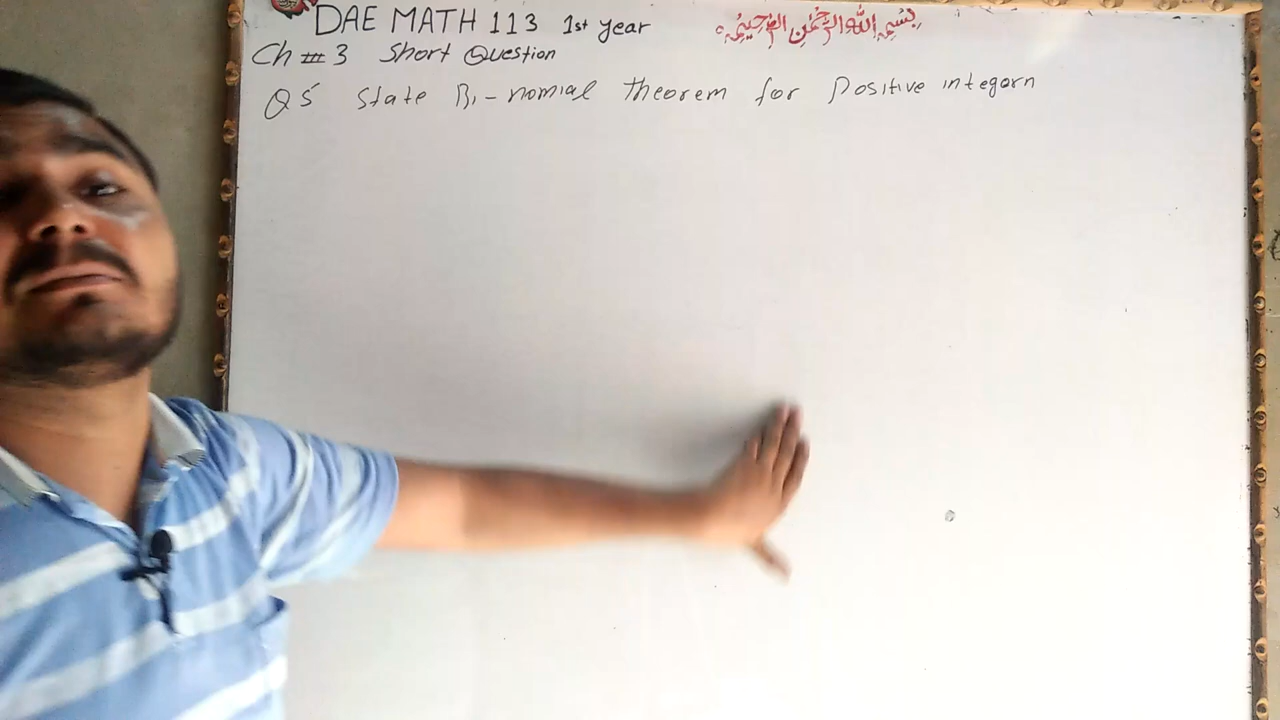 DAE MATH 113 1st year
بسم الله الرحمن الرحيم
Ch # 3 Short Question
Q5 State Bi-nomial theorem for Positive integarn